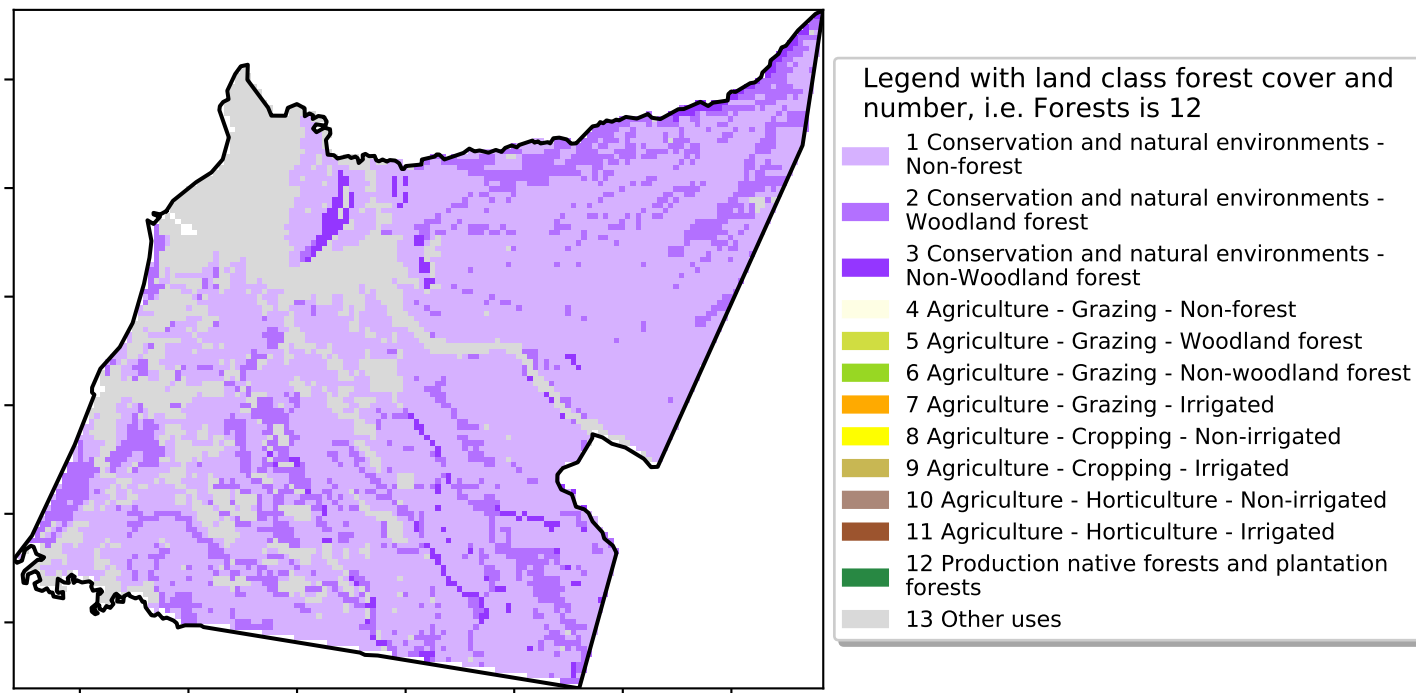 Legend with land class forest cover and
number, i.e. Forests is 12
1 Conservation and natural environments -
Non-forest
2 Conservation and natural environments -
Woodland forest
3 Conservation and natural environments -
Non-Woodland forest
4 Agriculture - Grazing - Non-forest
5 Agriculture - Grazing - Woodland forest
6 Agriculture - Grazing - Non-woodland forest
7 Agriculture - Grazing - Irrigated
8 Agriculture - Cropping - Non-irrigated
9 Agriculture - Cropping - Irrigated
10 Agriculture - Horticulture - Non-irrigated
11 Agriculture - Horticulture - Irrigated
12 Production native forests and plantation
forests
13 Other uses